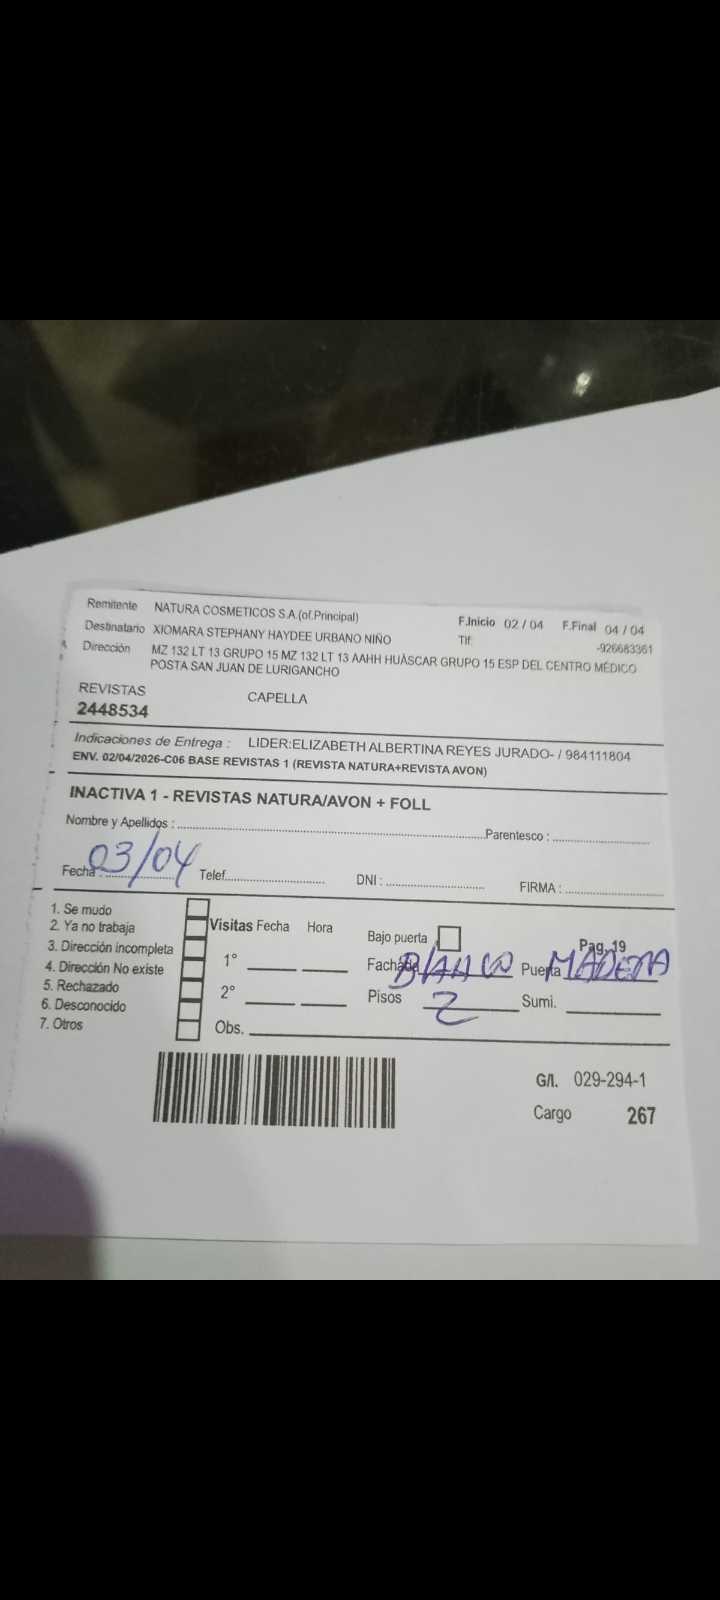 Remitente NATURA COSMETICOS S.A.(of.Principal) F.Inicio 02 / 04 F.Final 04 / 04
Destinatario XIOMARA STEPHANY HAYDEE URBANO NIÑO Tlf: -926683361
Dirección MZ 132 LT 13 GRUPO 15 MZ 132 LT 13 AAHH HUÁSCAR GRUPO 15 ESP DEL CENTRO MÉDICO
POSTA SAN JUAN DE LURIGANCHO
REVISTAS CAPELLA
2448534
Indicaciones de Entrega : LIDER:ELIZABETH ALBERTINA REYES JURADO- / 984111804
ENV. 02/04/2026-C06 BASE REVISTAS 1 (REVISTA NATURA+REVISTA AVON)
INACTIVA 1 - REVISTAS NATURA/AVON + FOLL
Nombre y Apellidos : Parentesco :
Fecha : 03/04 Telef. DNI : FIRMA :
1. Se mudo
2. Ya no trabaja
3. Dirección incompleta
4. Dirección No existe
5. Rechazado
6. Desconocido
7. Otros
Visitas Fecha Hora
1°
2°
Obs.
Bajo puerta Pag. 19
Fachada BLANCO Puerta MADERA
Pisos 2 Sumi.
G/I. 029-294-1
Cargo 267